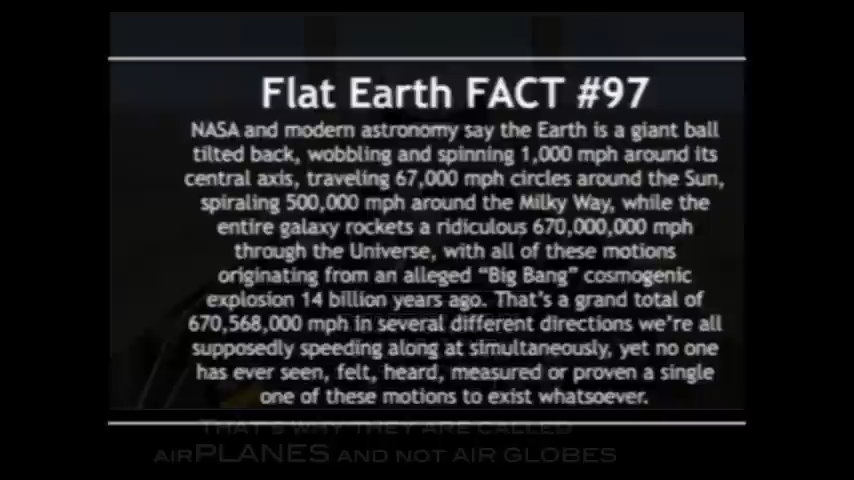 Flat Earth FACT #97
NASA and modern astronomy say the Earth is a giant ball
tilted back, wobbling and spinning 1,000 mph around its
central axis, traveling 67,000 mph circles around the Sun,
spiraling 500,000 mph around the Milky Way, while the
entire galaxy rockets a ridiculous 670,000,000 mph
through the Universe, with all of these motions
originating from an alleged “Big Bang” cosmogenic
explosion 14 billion years ago. That’s a grand total of
670,568,000 mph in several different directions we’re all
supposedly speeding along at simultaneously, yet no one
has ever seen, felt, heard, measured or proven a single
one of these motions to exist whatsoever.
THAT'S WHY THEY ARE CALLED
AIRPLANES AND NOT AIR GLOBES